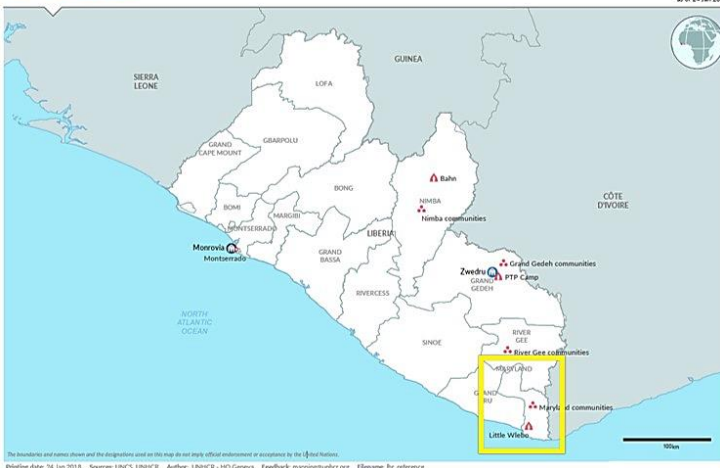 GUINEA
SIERRA
LEONE
LOFA
GBARPOLU
GRAND
CAPE MOUNT
BONG
Bahn
NIMBA
Nimba communities
CÔTE
D'IVOIRE
BOMI
MARGIBI
MONTSERRADO
LIBERIA
Monrovia
Montserrado
GRAND
BASSA
Grand Gedeh communities
Zwedru
PTP Camp
GRAND
GEDEH
RIVERCESS
NORTH
ATLANTIC
OCEAN
SINOE
RIVER
GEE
River Gee communities
MARYLAND
GRAND
KRU
Maryland communities
Little Wlebo
100km
The boundaries and names shown and the designations used on this map do not imply official endorsement or acceptance by the United Nations.
Printing date: 24 Jan 2018 Sources: UNCS, UNHCR Author: UNHCR - HQ Geneva Feedback: mapping@unhcr.org